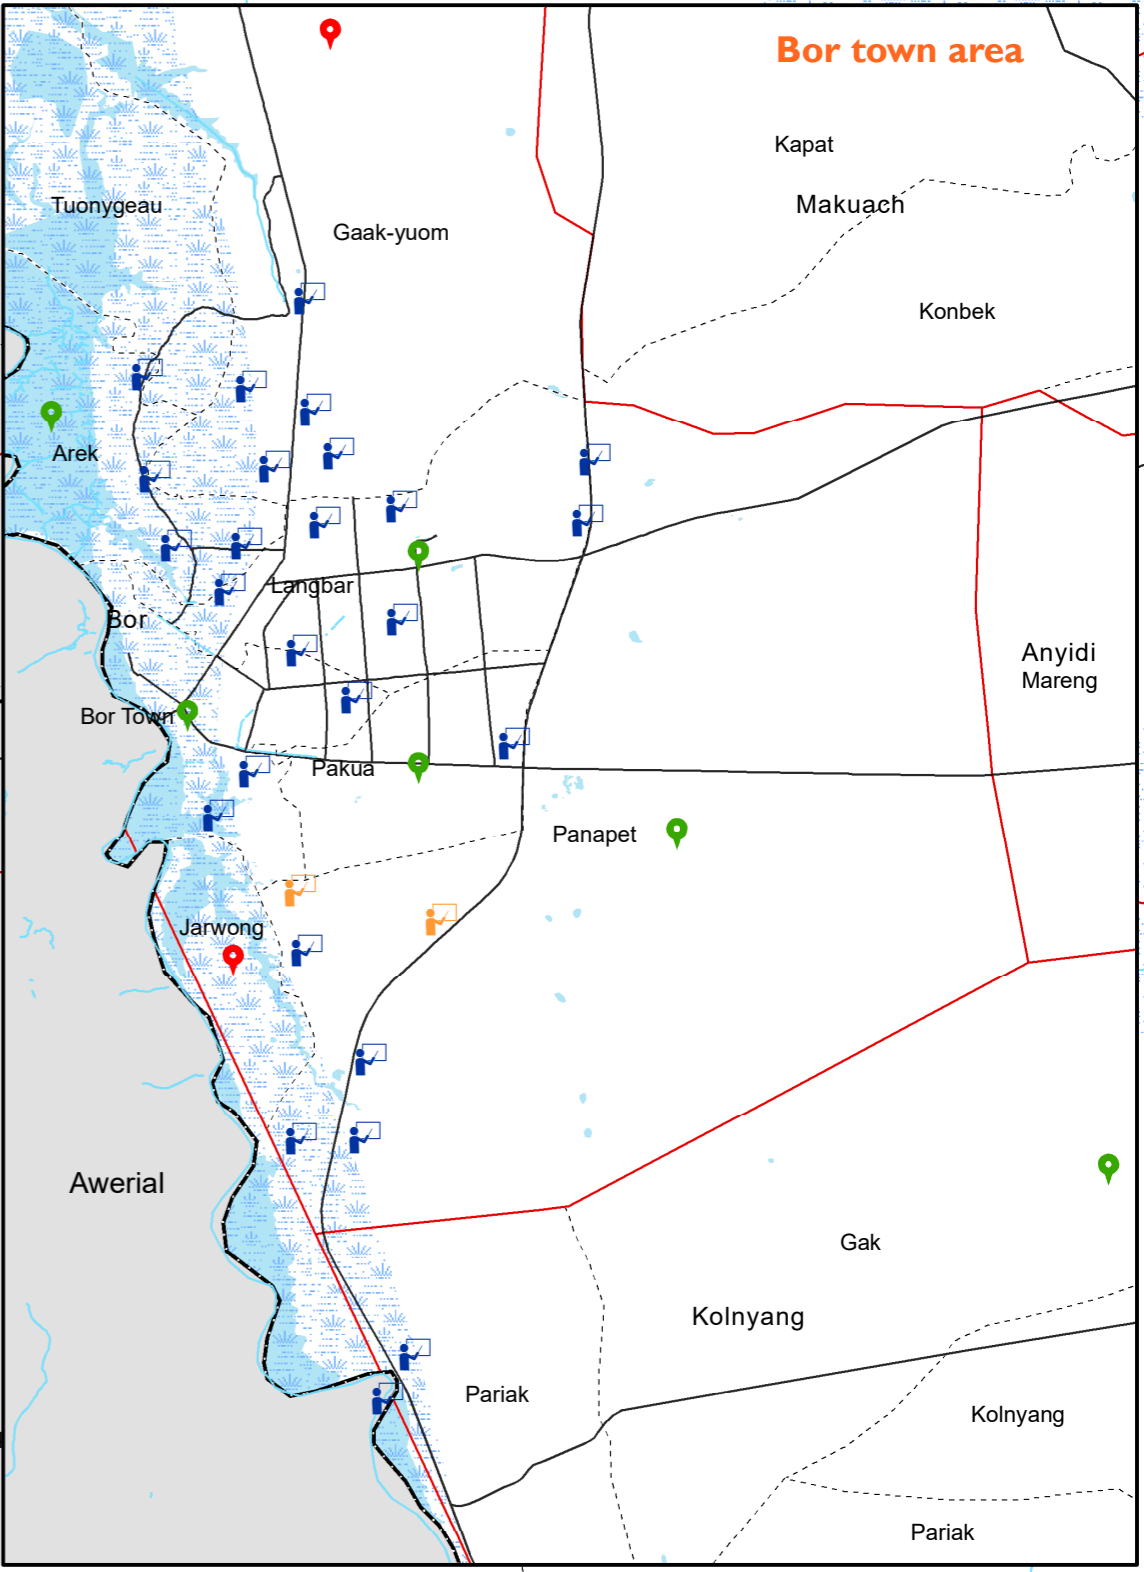 Bor town area
Kapat
Makuach
Tuonygeau
Gaak-yuom
Konbek
Arek
Langbar
Bor
Anyidi
Mareng
Bor Town
Pakua
Panapet
Jarwong
Awerial
Gak
Kolnyang
Pariak
Kolnyang
Pariak